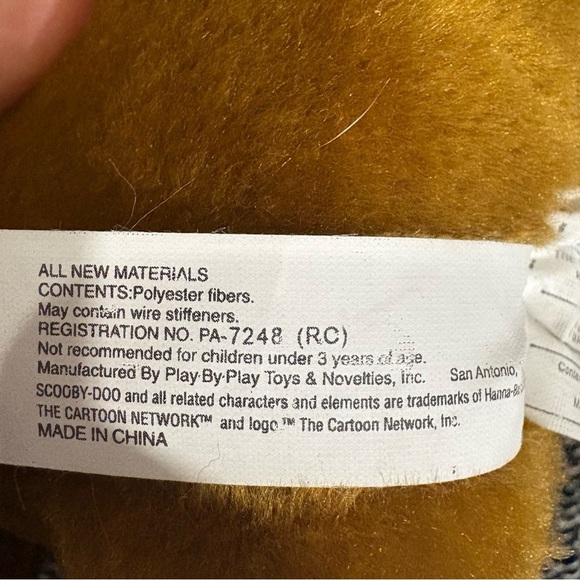 ALL NEW MATERIALS
CONTENTS:Polyester fibers.
May contain wire stiffeners.
REGISTRATION NO. PA-7248 (RC)
Not recommended for children under 3 years of age.
Manufactured By Play-By-Play Toys & Novelties, Inc. San Antonio,
SCOOBY-DOO and all related characters and elements are trademarks of
THE CARTOON NETWORK™ and logo ™ The Cartoon Network, Inc.
MADE IN CHINA